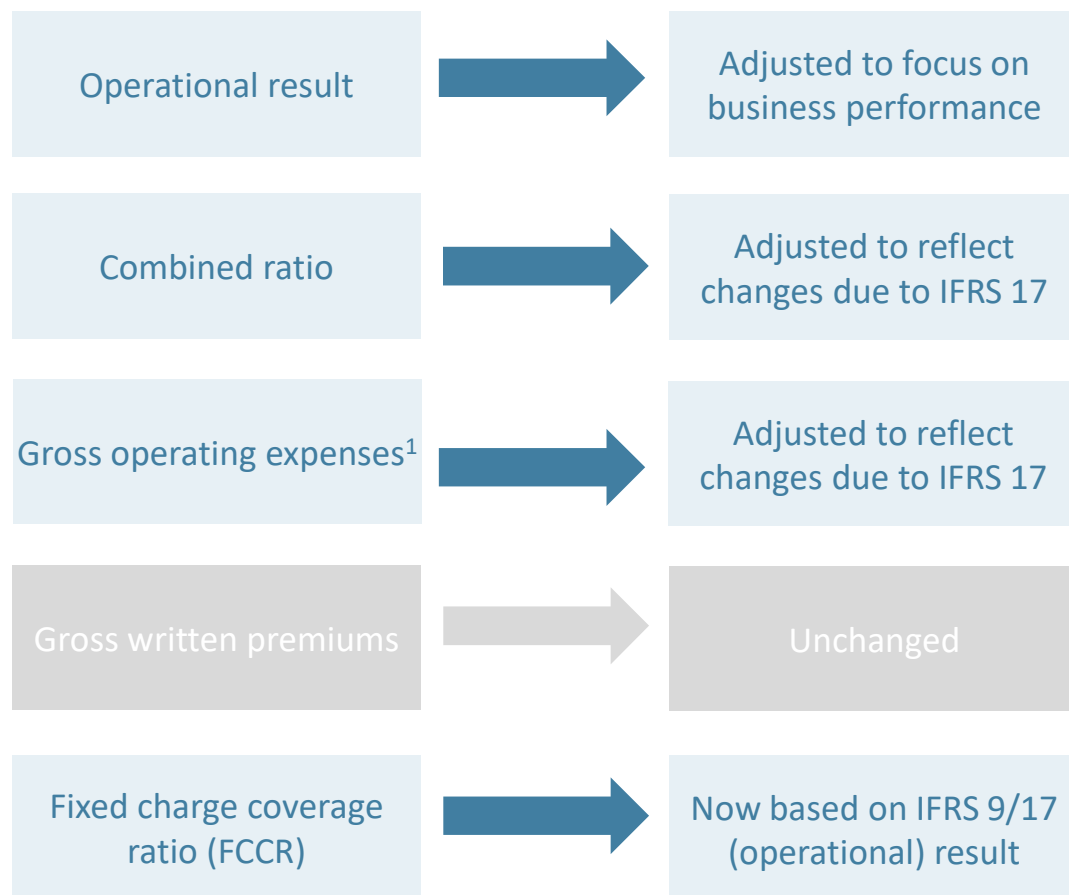 Operational result
Adjusted to focus on
business performance
Combined ratio
Adjusted to reflect
changes due to IFRS 17
Gross operating expenses1
Adjusted to reflect
changes due to IFRS 17
Gross written premiums
Unchanged
Fixed charge coverage
ratio (FCCR)
Now based on IFRS 9/17
(operational) result